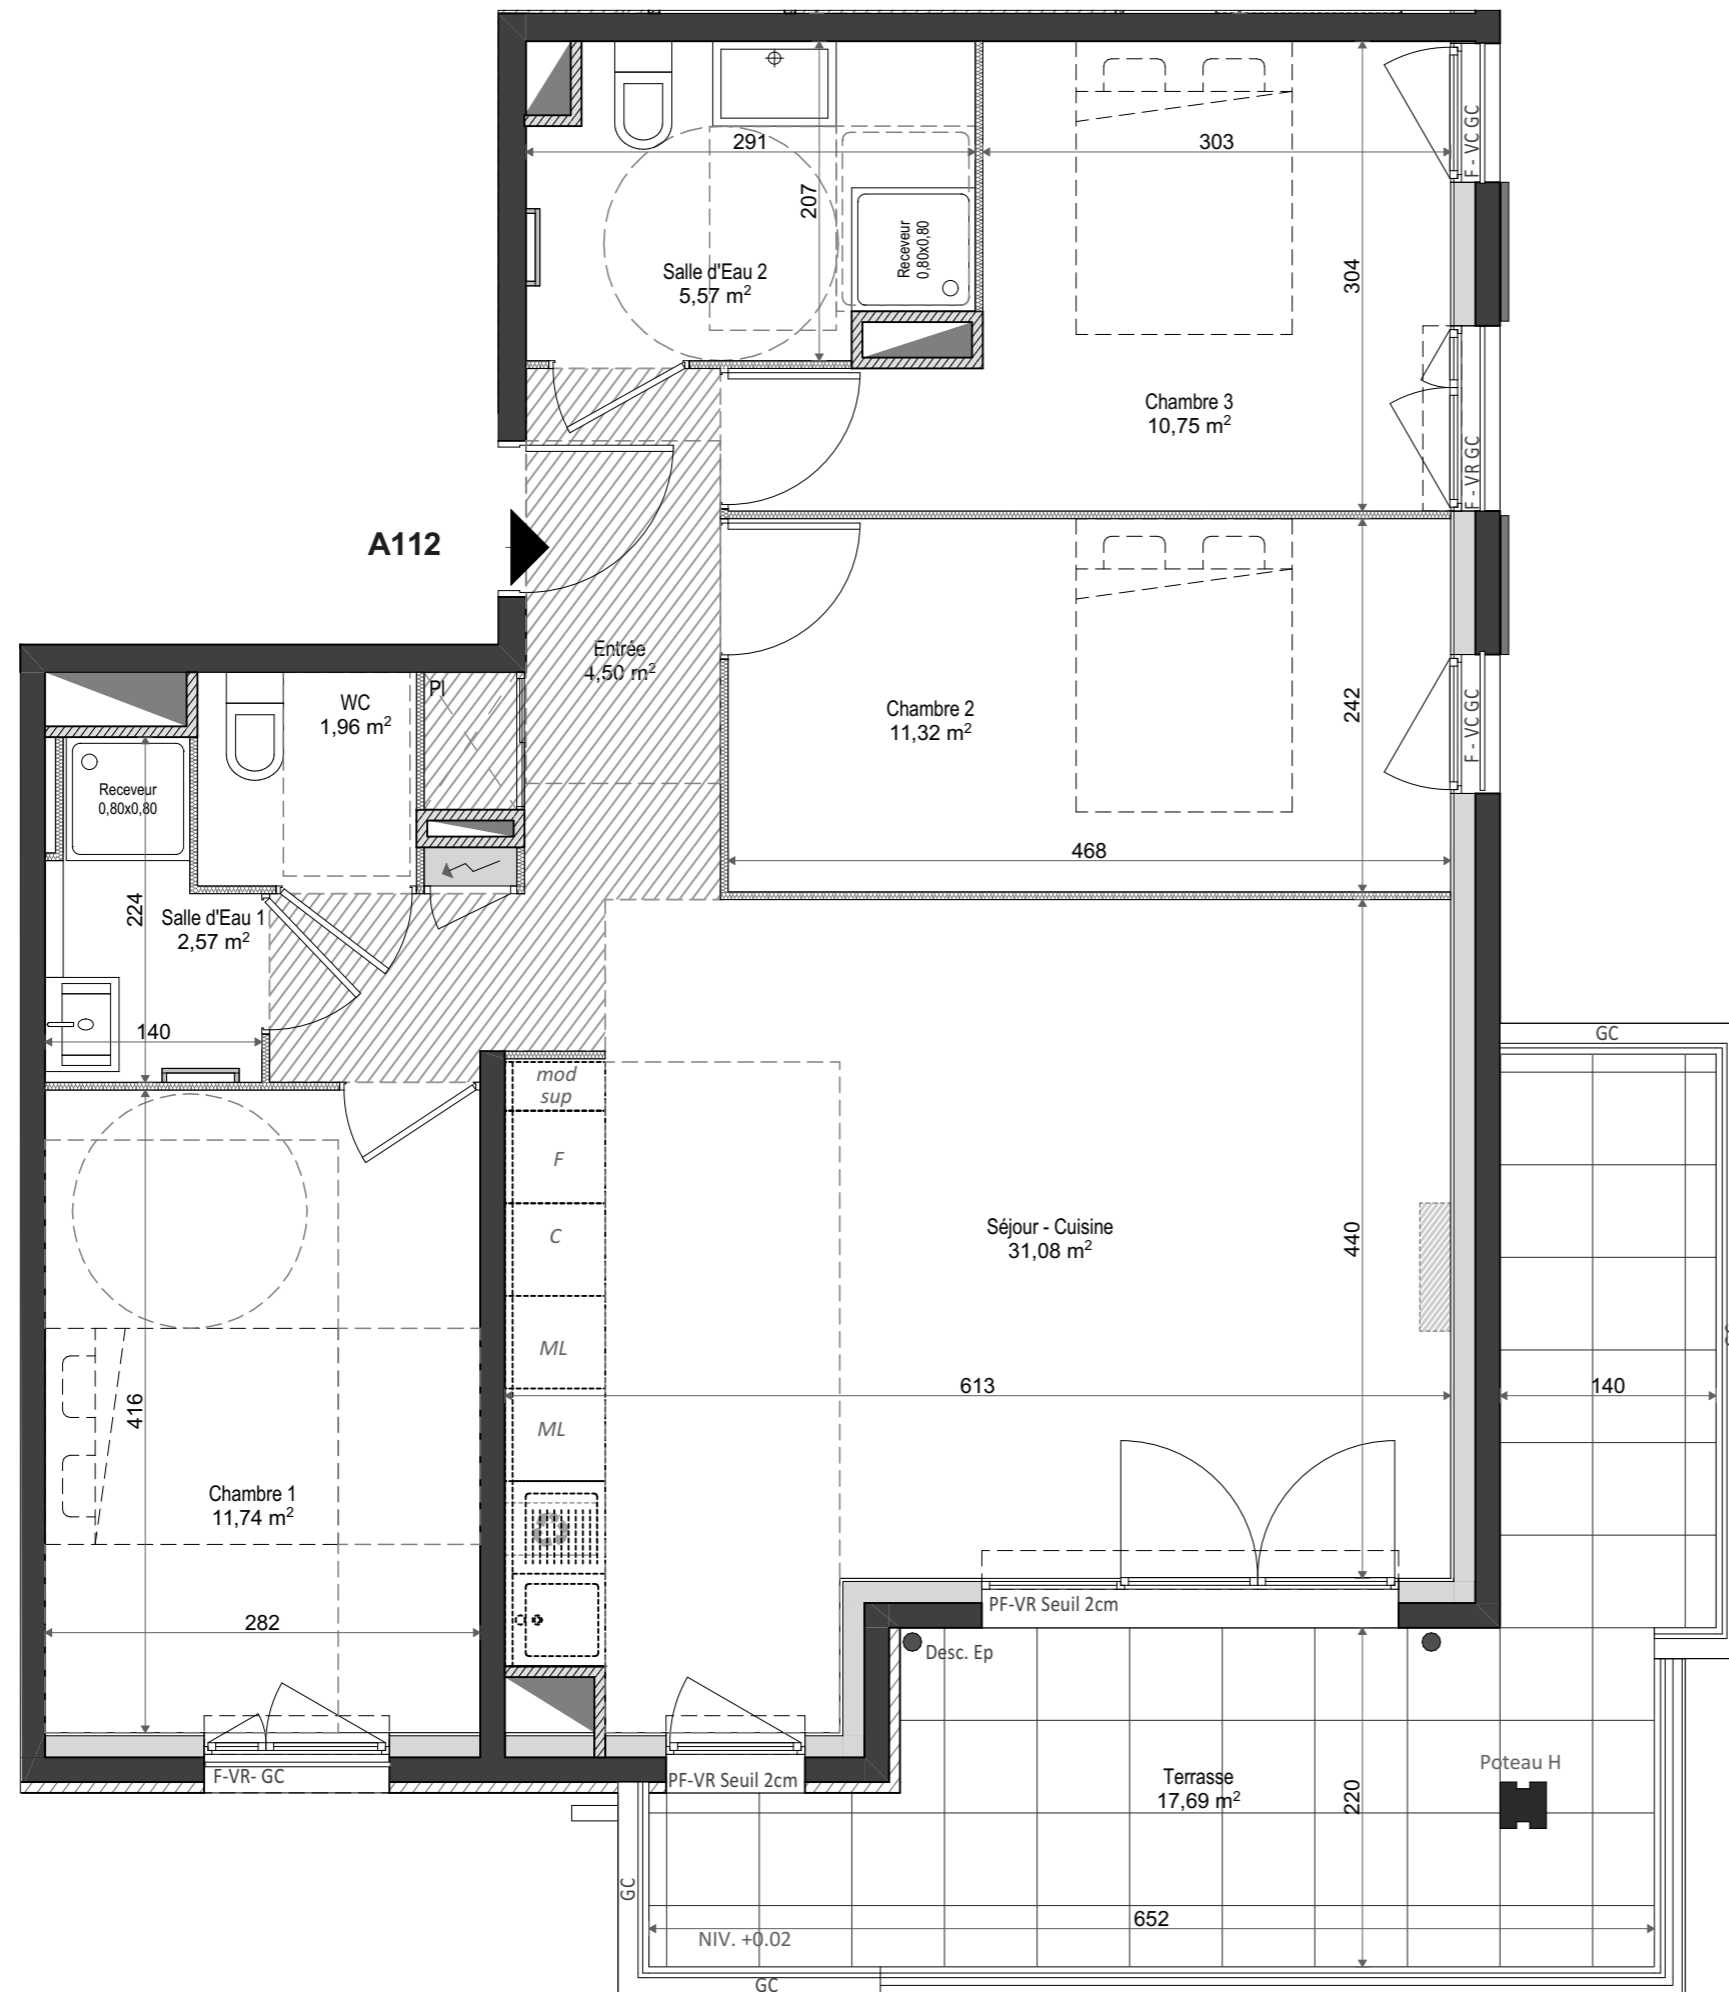 291
303
207
304
F - VC GC
Receveur
0,80x0,80
Salle d'Eau 2
5,57 m²
Chambre 3
10,75 m²
F - VR GC
A112
Entrée
4,50 m²
Pl
WC
1,96 m²
Chambre 2
11,32 m²
242
F - VC GC
Receveur
0,80x0,80
468
224
Salle d'Eau 1
2,57 m²
140
GC
mod
sup
F
C
Séjour - Cuisine
31,08 m²
440
ML
613
140
416
ML
Chambre 1
11,74 m²
282
PF-VR Seuil 2cm
Desc. Ep
F-VR- GC
PF-VR Seuil 2cm
Terrasse
17,69 m²
220
Poteau H
GC
652
NIV. +0.02
GC